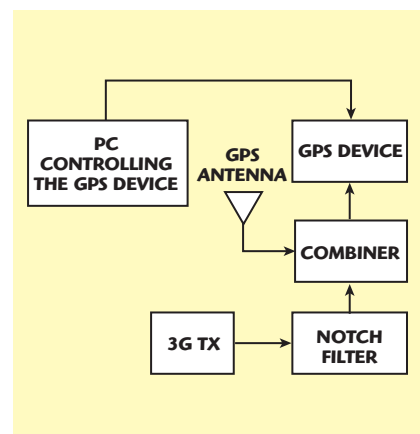 PC
CONTROLLING
THE GPS DEVICE
GPS
ANTENNA
GPS DEVICE
COMBINER
3G TX
NOTCH
FILTER